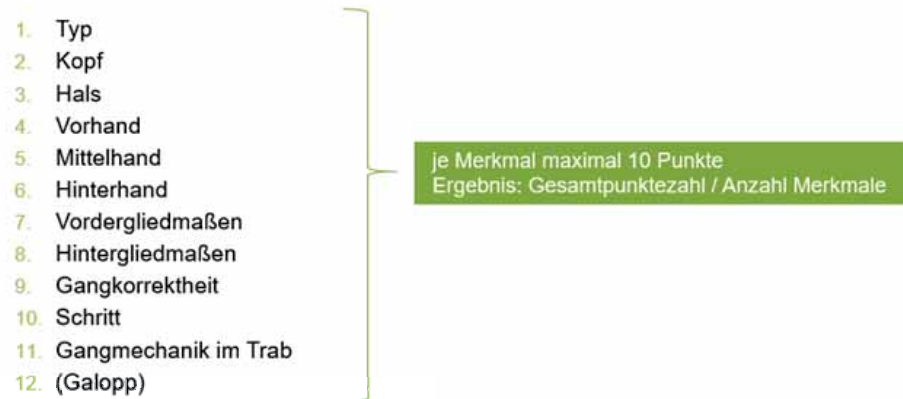 1. Typ
2. Kopf
3. Hals
4. Vorhand
5. Mittelhand
6. Hinterhand
7. Vordergliedmaßen
8. Hintergliedmaßen
9. Gangkorrektheit
10. Schritt
11. Gangmechanik im Trab
12. (Galopp)
je Merkmal maximal 10 Punkte
Ergebnis: Gesamtpunktezahl / Anzahl Merkmale